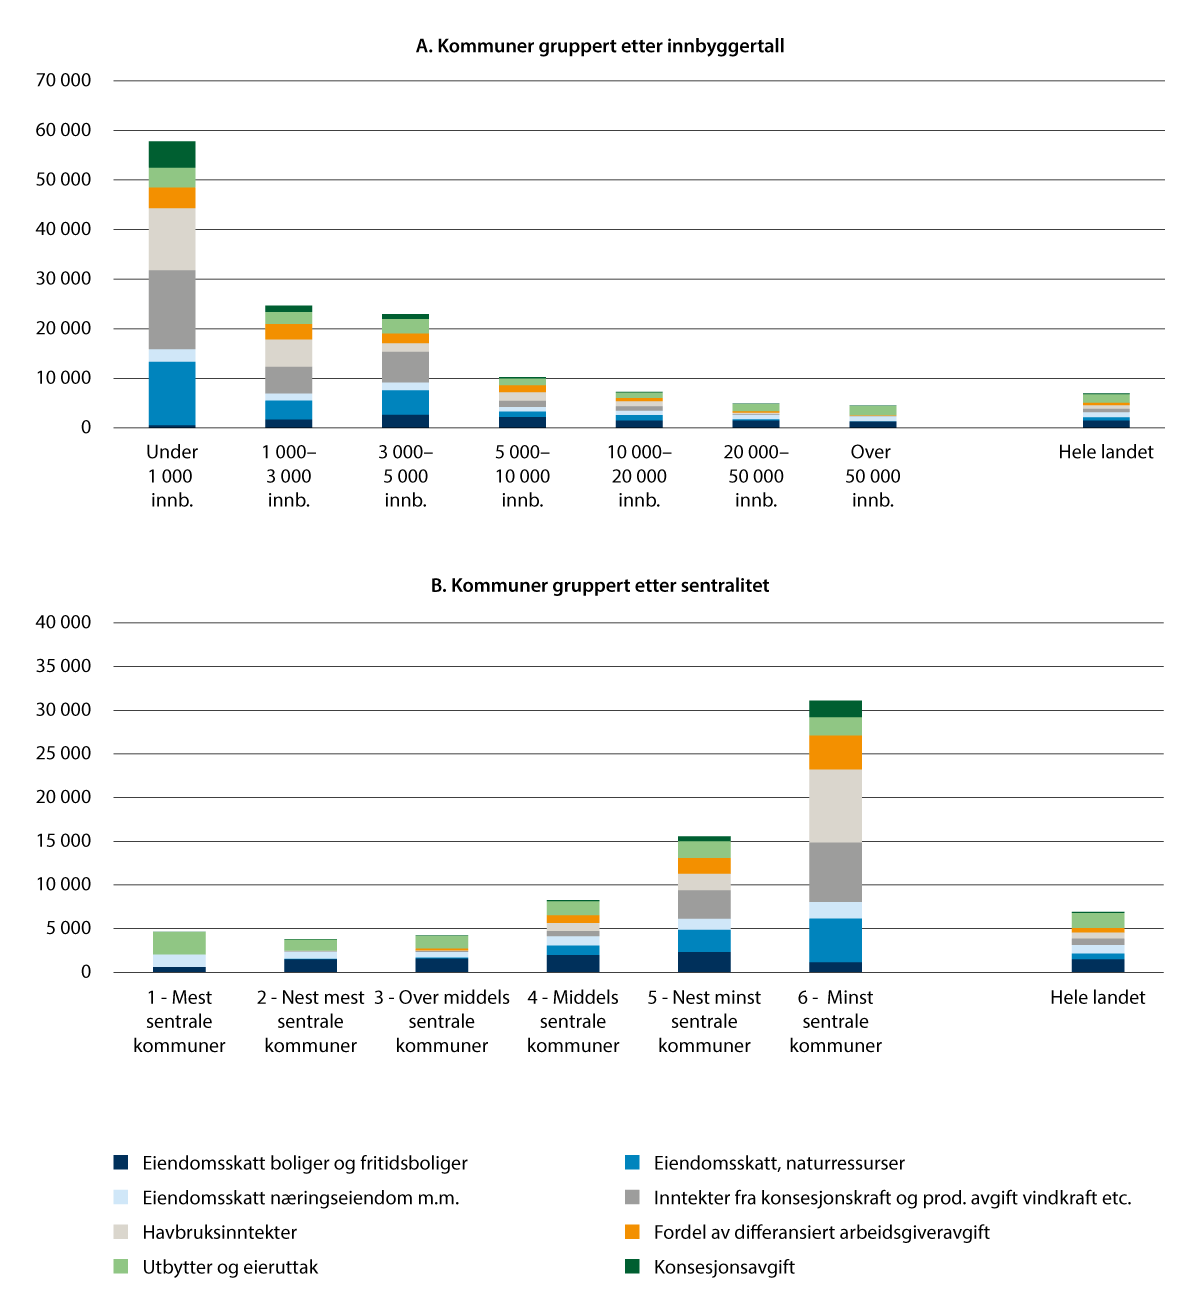 A. Kommuner gruppert etter innbyggertall
70 000
60 000
50 000
40 000
30 000
20 000
10 000
0
Under
1 000
innb.
1 000–
3 000
innb.
3 000–
5 000
innb.
5 000–
10 000
innb.
10 000–
20 000
innb.
20 000–
50 000
innb.
Over
50 000
innb.
Hele landet
B. Kommuner gruppert etter sentralitet
40 000
35 000
30 000
25 000
20 000
15 000
10 000
5 000
0
1 - Mest
sentrale
kommuner
2 - Nest mest
sentrale
kommuner
3 - Over middels
sentrale
kommuner
4 - Middels
sentrale
kommuner
5 - Nest minst
sentrale
kommuner
6 - Minst
sentrale
kommuner
Hele landet
Eiendomsskatt boliger og fritidsboliger
Eiendomsskatt, naturressurser
Eiendomsskatt næringseiendom m.m.
Inntekter fra konsesjonskraft og prod. avgift vindkraft etc.
Havbruksinntekter
Fordel av differansiert arbeidsgiveravgift
Utbytter og eieruttak
Konsesjonsavgift